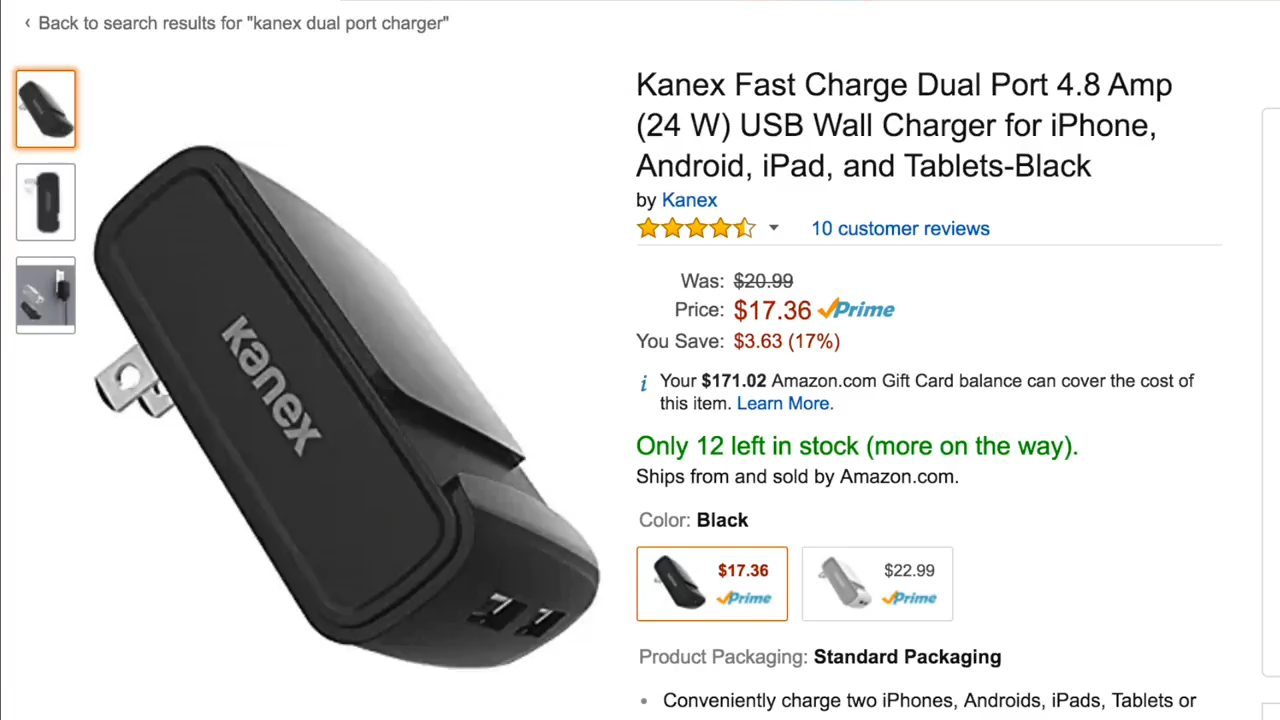 ‹ Back to search results for "kanex dual port charger"
kanex
Kanex Fast Charge Dual Port 4.8 Amp
(24 W) USB Wall Charger for iPhone,
Android, iPad, and Tablets-Black
by Kanex
10 customer reviews
Was: $20.99
Price: $17.36 Prime
You Save: $3.63 (17%)
i Your $171.02 Amazon.com Gift Card balance can cover the cost of
this item. Learn More.
Only 12 left in stock (more on the way).
Ships from and sold by Amazon.com.
Color: Black
$17.36 $22.99
Prime Prime
Product Packaging: Standard Packaging
• Conveniently charge two iPhones, Androids, iPads, Tablets or